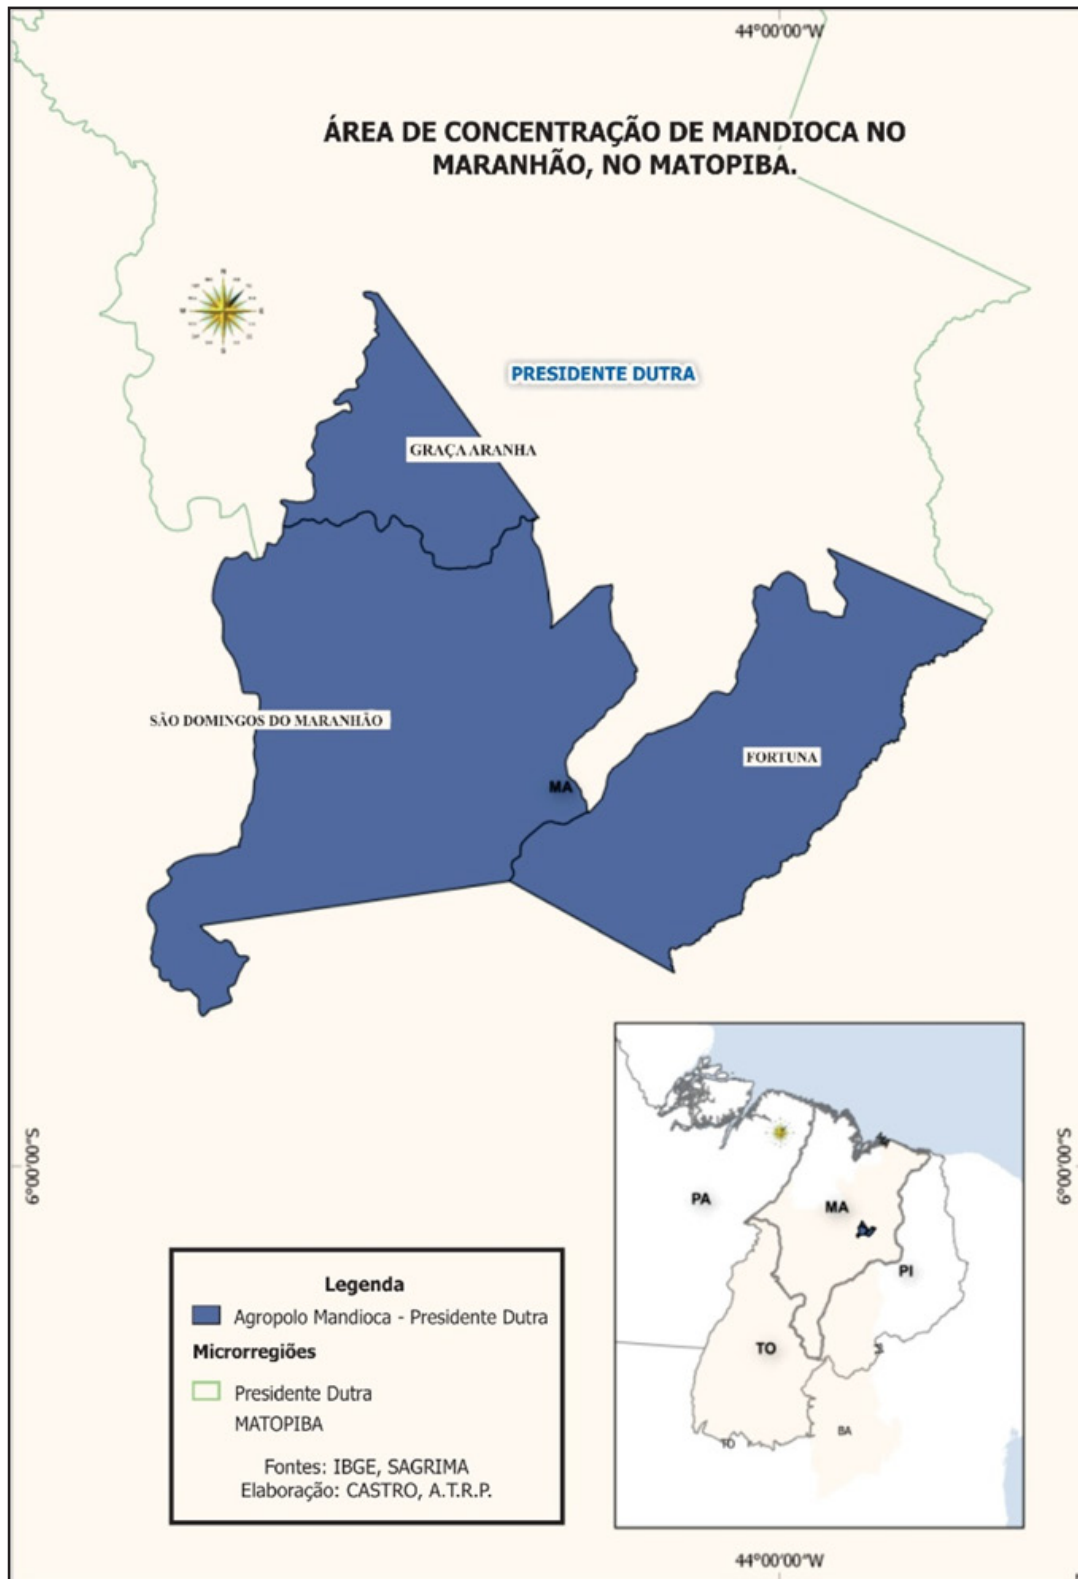 44°00'00"W
ÁREA DE CONCENTRAÇÃO DE MANDIOCA NO
MARANHÃO, NO MATOPIBA.
PRESIDENTE DUTRA
GRAÇA ARANHA
SÃO DOMINGOS DO MARANHÃO
FORTUNA
MA
6°00'00"S
6°00'00"S
PA
MA
PI
TO
TO
BA
PI
Legenda
Agropolo Mandioca - Presidente Dutra
Microrregiões
Presidente Dutra
MATOPIBA
Fontes: IBGE, SAGRIMA
Elaboração: CASTRO, A.T.R.P.
44°00'00"W